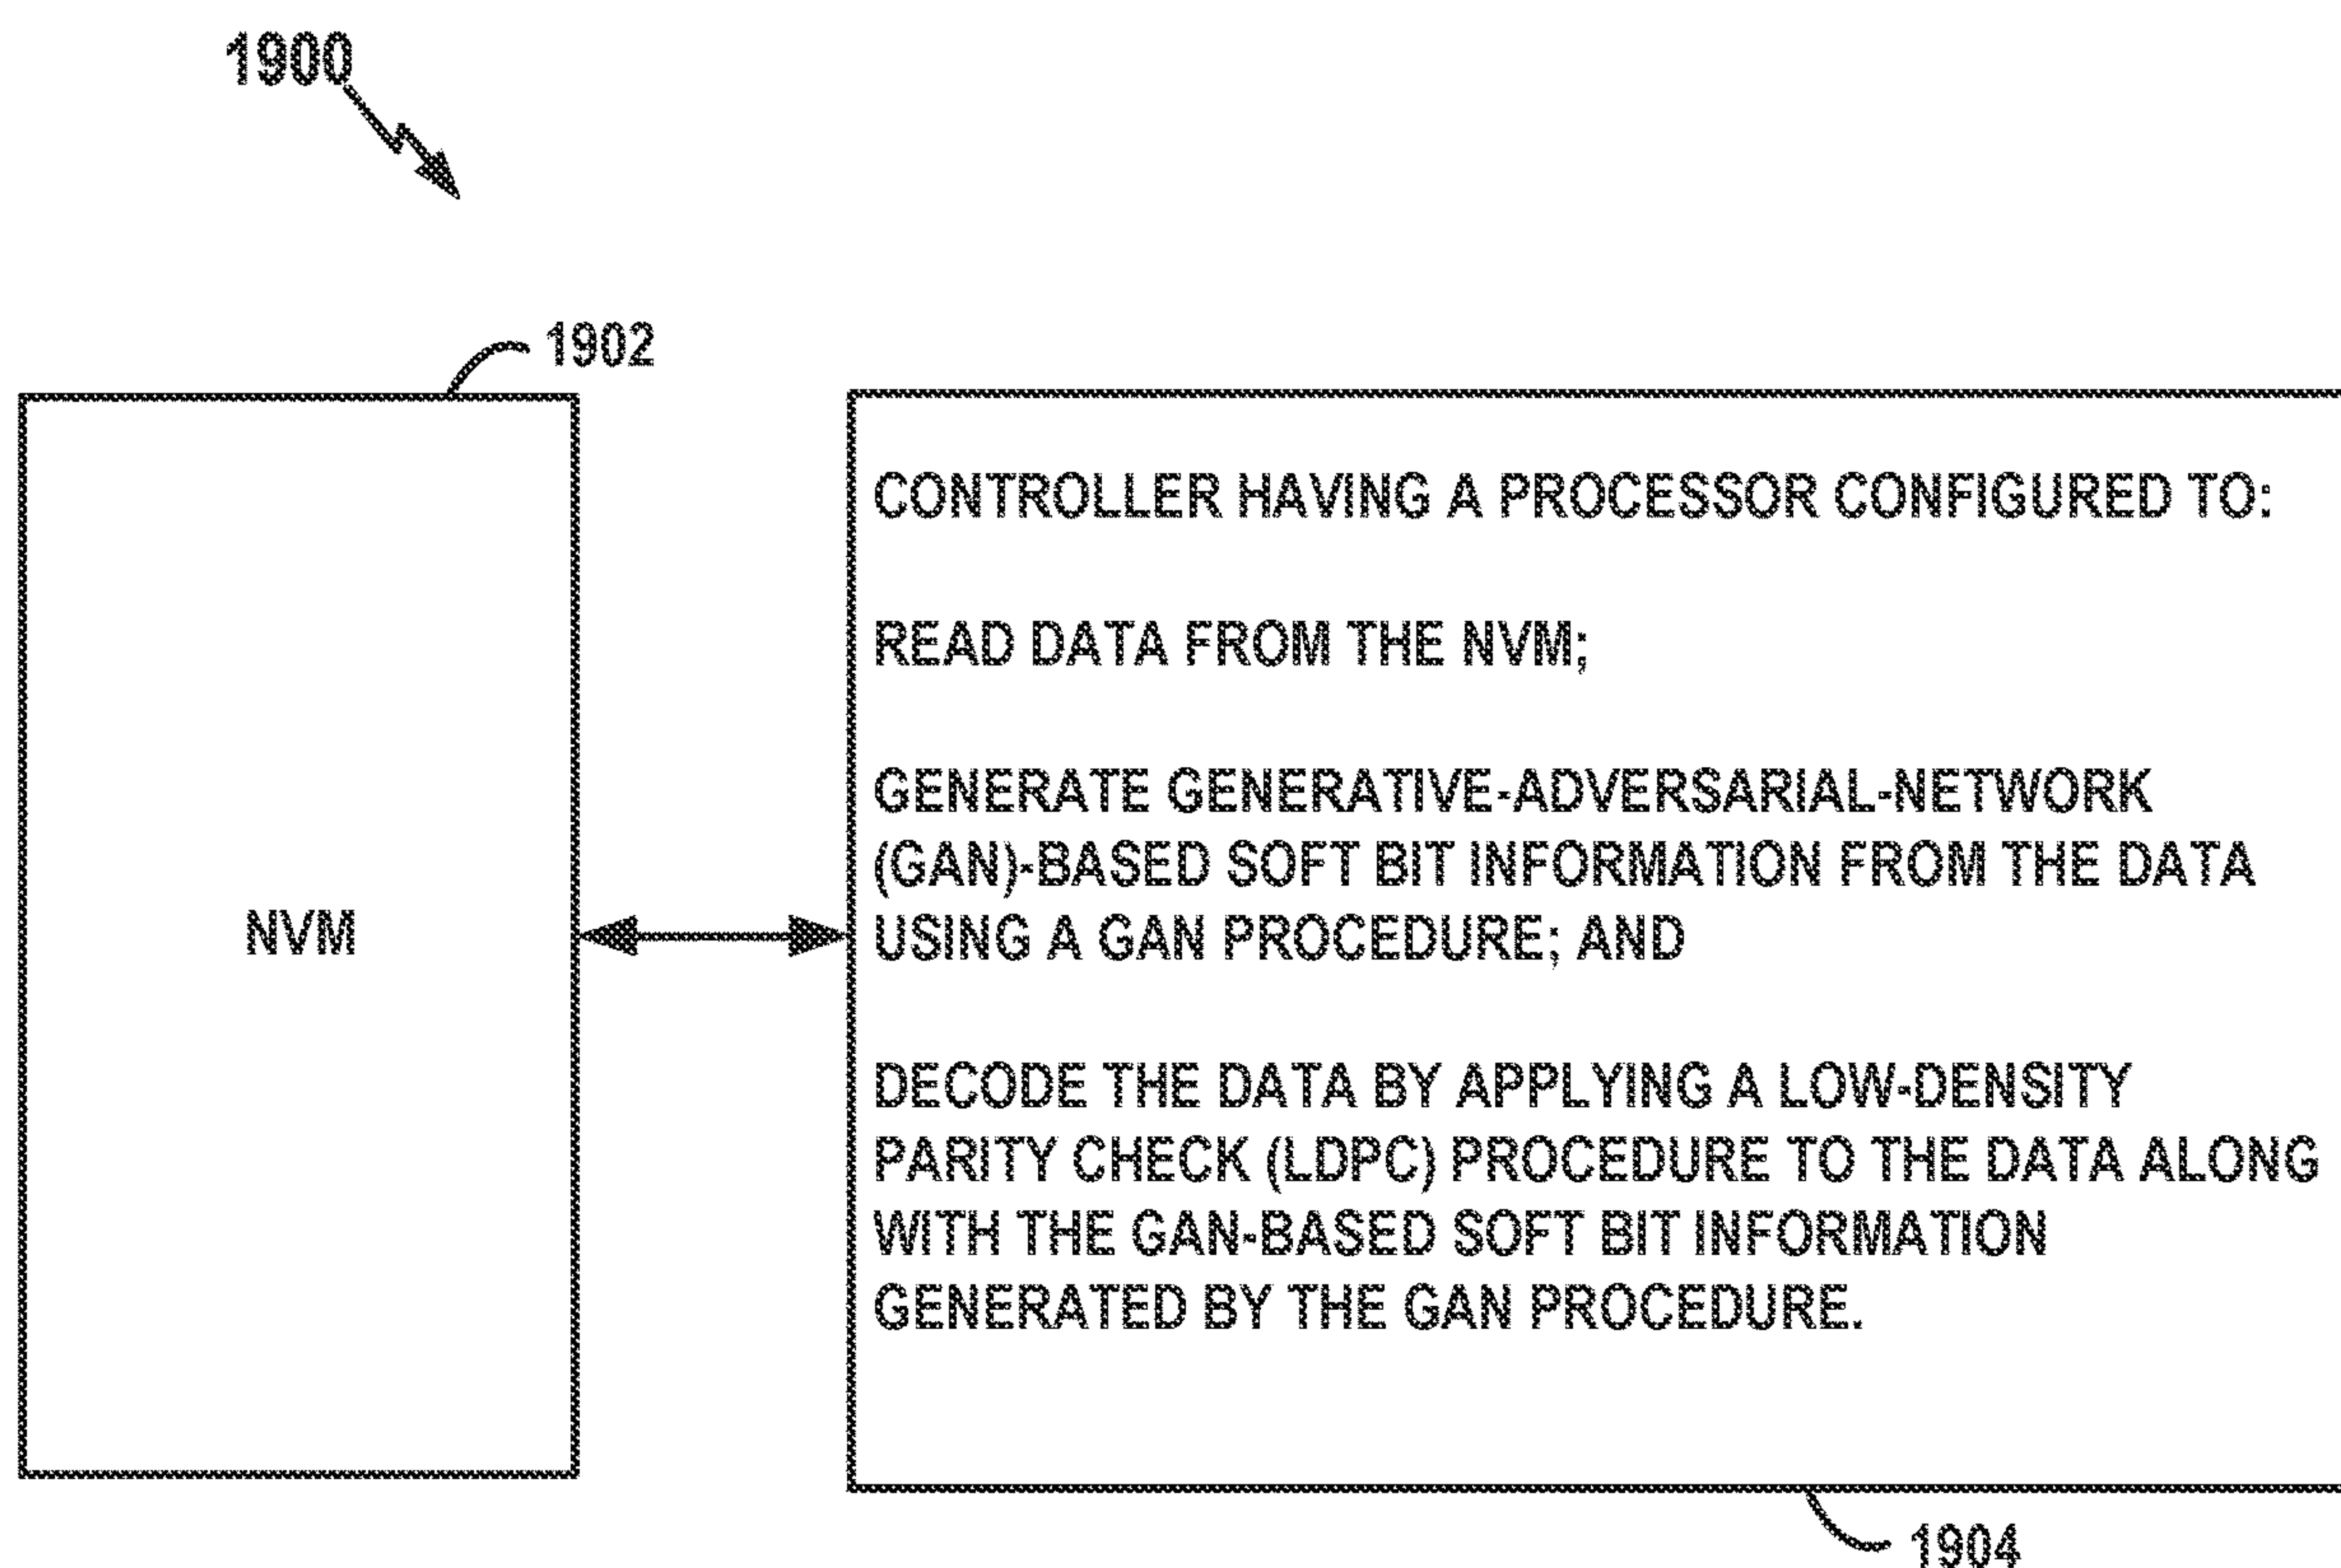 1900
1902
NVM
CONTROLLER HAVING A PROCESSOR CONFIGURED TO:
READ DATA FROM THE NVM;
GENERATE GENERATIVE-ADVERSARIAL-NETWORK
(GAN)-BASED SOFT BIT INFORMATION FROM THE DATA
USING A GAN PROCEDURE; AND
DECODE THE DATA BY APPLYING A LOW-DENSITY
PARITY CHECK (LDPC) PROCEDURE TO THE DATA ALONG
WITH THE GAN-BASED SOFT BIT INFORMATION
GENERATED BY THE GAN PROCEDURE.
1904